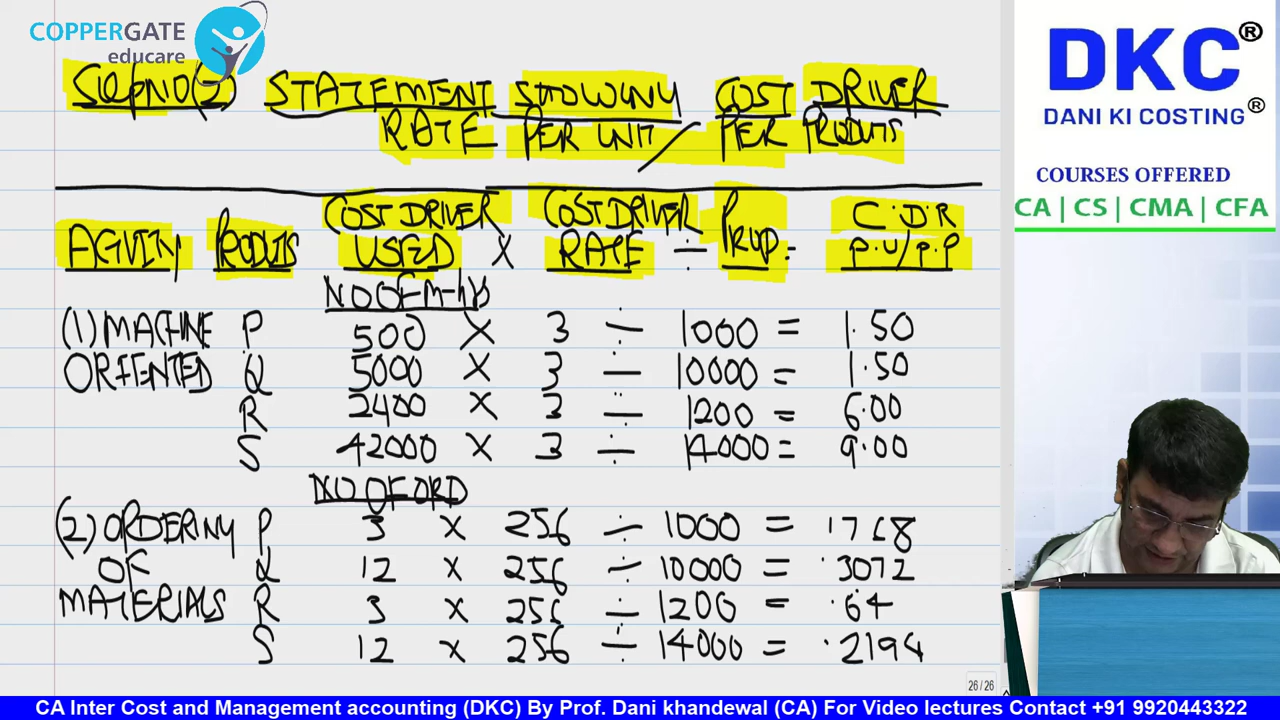 COPPERGATE
educare
Step NO(2) STATEMENT SHOWING COST DRIVER
RATE PER UNIT / PER PRODUTS
ACTIVITY PRODUTS COST DRIVER USED X COST DRIVER RATE ÷ PROD. = C.D.R P.U/P.P
NO OF m-hrs
(1) MACHINE P 500 X 3 ÷ 1000 = 1.50
ORIENTED Q 5000 X 3 ÷ 10000 = 1.50
R 2400 X 3 ÷ 1200 = 6.00
S 42000 X 3 ÷ 14000 = 9.00
NO OF ORD
(2) ORDERING P 3 X 256 ÷ 1000 = .768
OF Q 12 X 256 ÷ 10000 = .3072
MATERIALS R 3 X 256 ÷ 1200 = .64
S 12 X 256 ÷ 14000 = .2194
26/26
DKC®
DANI KI COSTING®
COURSES OFFERED
CA | CS | CMA | CFA
CA Inter Cost and Management accounting (DKC) By Prof. Dani khandewal (CA) For Video lectures Contact +91 9920443322